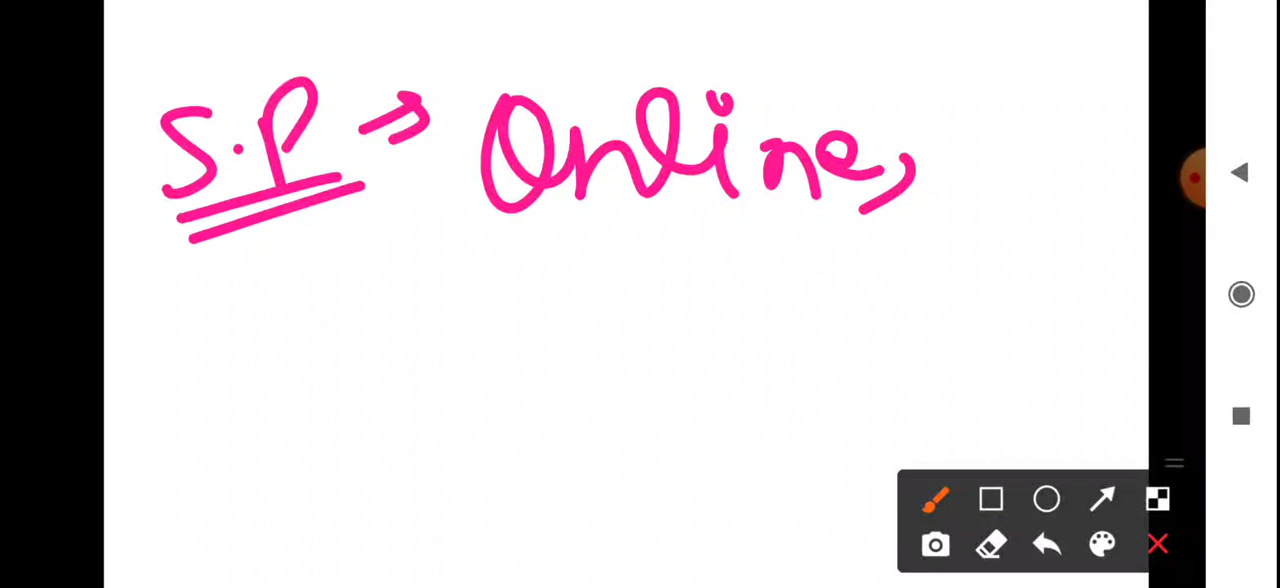 S.P ⇒ Online,